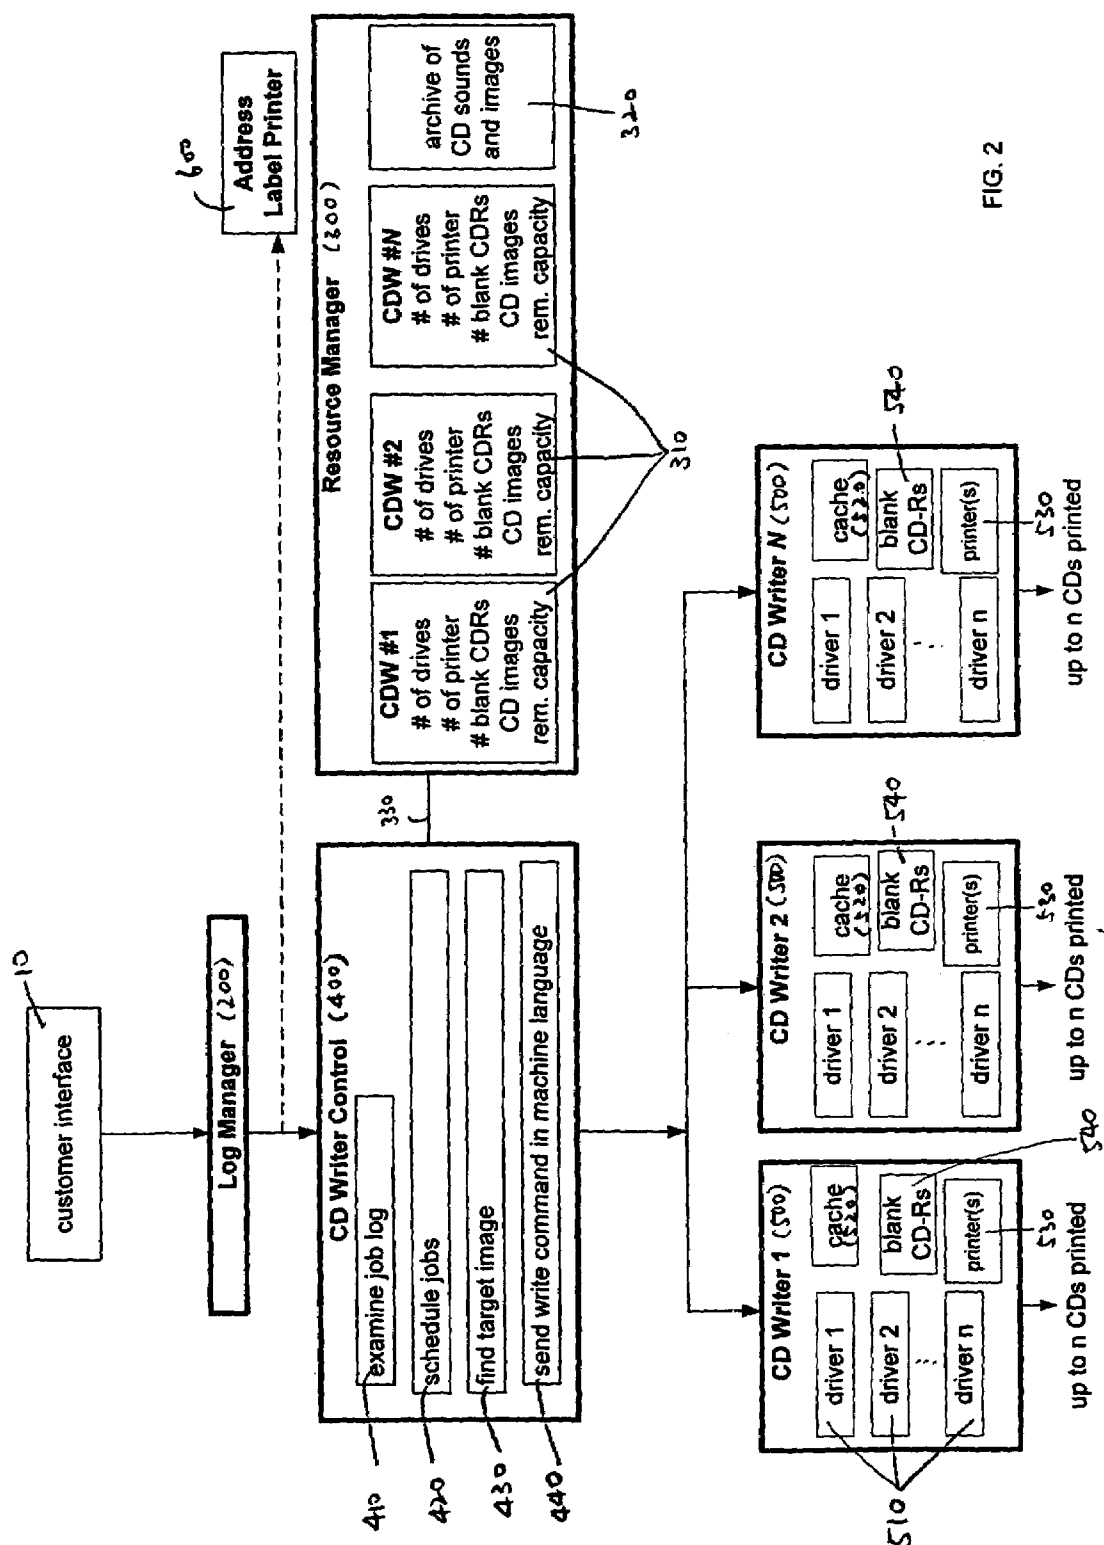 10
customer interface
Log Manager (200)
600
Address
Label Printer
CD Writer Control (400)
examine job log
schedule jobs
find target image
send write command in machine language
410
420
430
440
330
Resource Manager (300)
CDW #1
# of drives
# of printer
# blank CDRs
CD images
rem. capacity
CDW #2
# of drives
# of printer
# blank CDRs
CD images
rem. capacity
CDW #N
# of drives
# of printer
# blank CDRs
CD images
rem. capacity
archive of
CD sounds
and images
310
320
CD Writer 1 (500)
driver 1
driver 2
...
driver n
cache
(520)
blank
CD-Rs
printer(s)
510
530
540
up to n CDs printed
CD Writer 2 (500)
driver 1
driver 2
...
driver n
cache
(520)
blank
CD-Rs
printer(s)
530
540
up to n CDs printed
CD Writer N (500)
driver 1
driver 2
...
driver n
cache
(520)
blank
CD-Rs
printer(s)
530
540
up to n CDs printed
FIG. 2